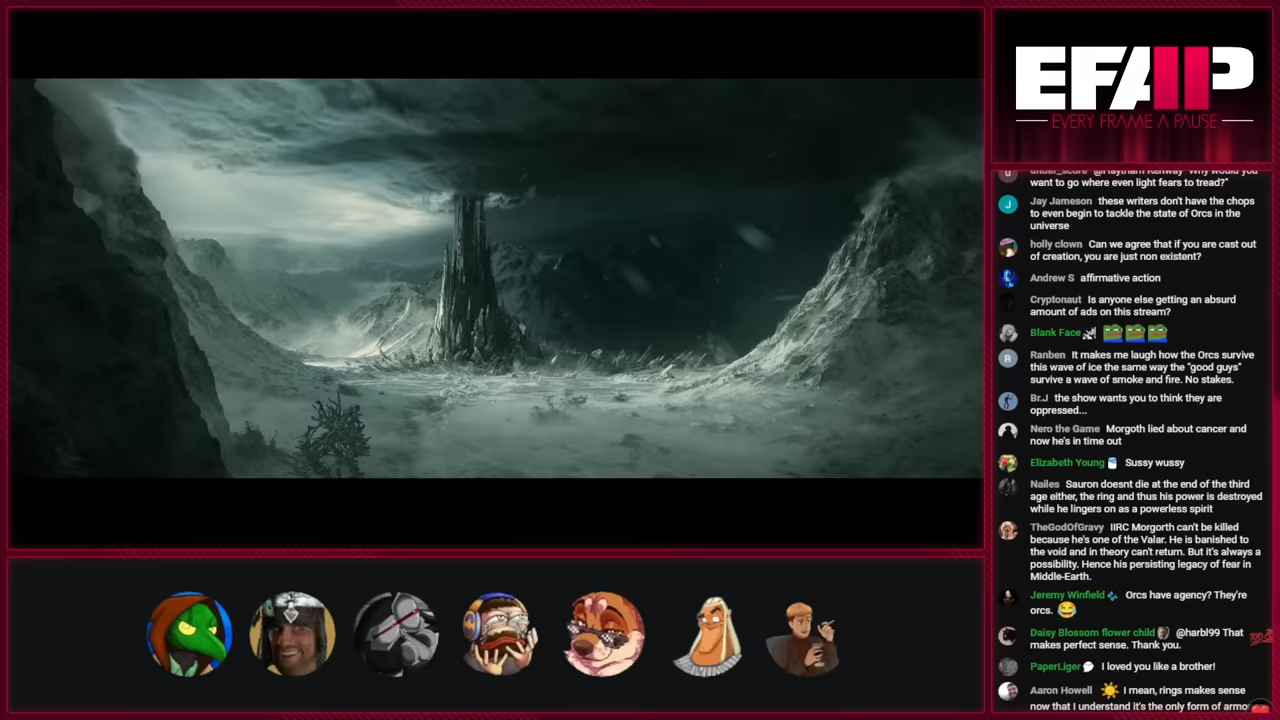 EFAP
EVERY FRAME A PAUSE
under_score @Haytham Kenway "Why would you
want to go where even light fears to tread?"
Jay Jameson these writers don't have the chops
to even begin to tackle the state of Orcs in the
universe
holly clown Can we agree that if you are cast out
of creation, you are just non existent?
Andrew S affirmative action
Cryptonaut Is anyone else getting an absurd
amount of ads on this stream?
Blank Face
Ranben It makes me laugh how the Orcs survive
this wave of ice the same way the "good guys"
survive a wave of smoke and fire. No stakes.
Br.J the show wants you to think they are
oppressed...
Nero the Game Morgoth lied about cancer and
now he's in time out
Elizabeth Young Sussy wussy
Nailes Sauron doesnt die at the end of the third
age either, the ring and thus his power is destroyed
while he lingers on as a powerless spirit
TheGodOfGravy IIRC Morgorth can't be killed
because he's one of the Valar. He is banished to
the void and in theory can't return. But it's always a
possibility. Hence his persisting legacy of fear in
Middle-Earth.
Jeremy Winfield Orcs have agency? They're
orcs.
Daisy Blossom flower child @harbl99 That
makes perfect sense. Thank you.
PaperLiger I loved you like a brother!
Aaron Howell I mean, rings makes sense
now that I understand it's the only form of armo